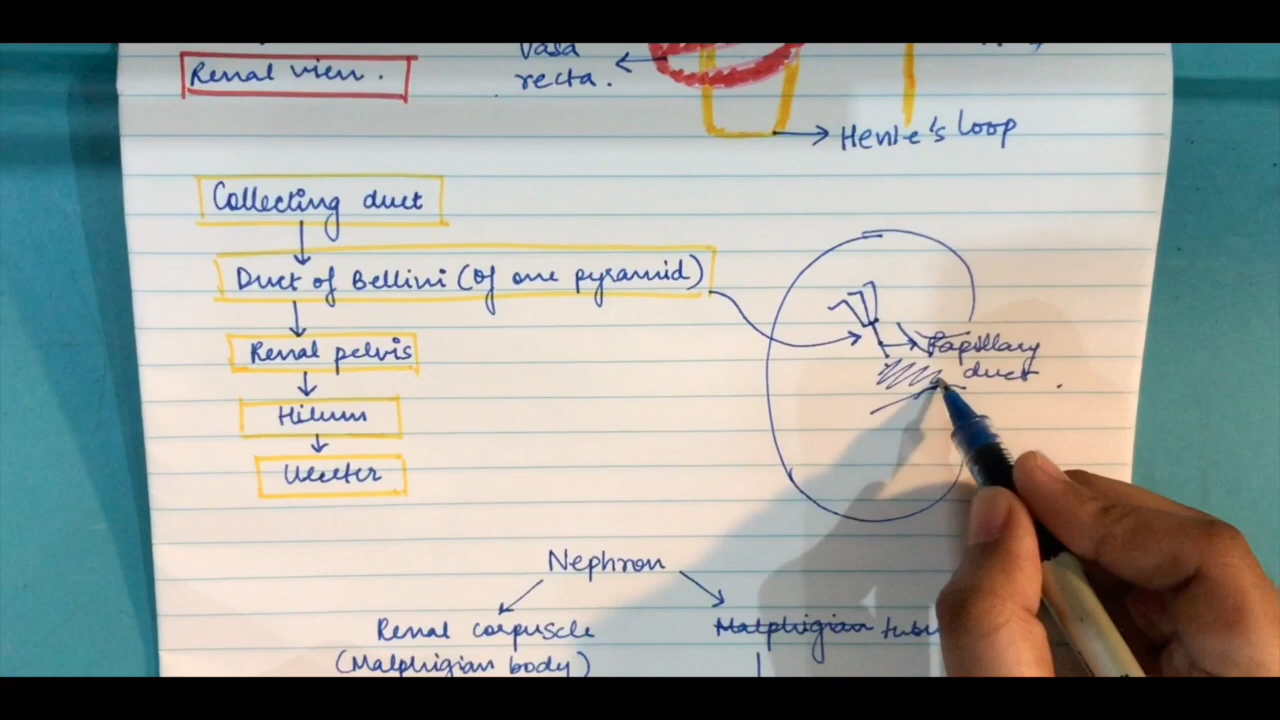 Renal vien.
Vasa
recta.
Henle's loop
Collecting duct
Duct of Bellini (of one pyramid)
Renal pelvis
Hilum
Ureter
Papillary
duct.
Nephron
Renal corpuscle
(Malphigian body)
Malphigian